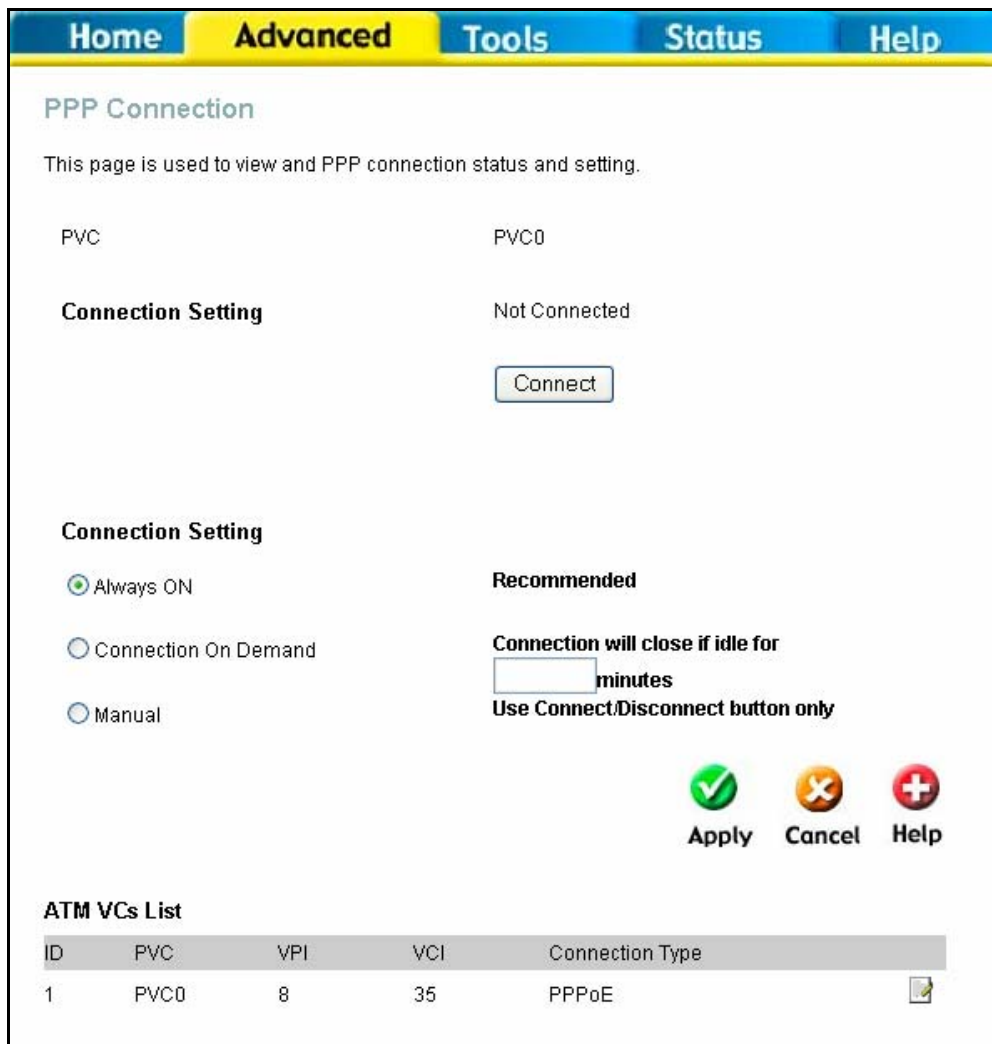 Home Advanced Tools Status Help
PPP Connection
This page is used to view and PPP connection status and setting.
PVC PVC0
Connection Setting Not Connected
Connect
Connection Setting
Always ON Recommended
Connection On Demand Connection will close if idle for
minutes
Manual Use Connect/Disconnect button only
Apply Cancel Help
ATM VCs List
ID PVC VPI VCI Connection Type
1 PVC0 8 35 PPPoE